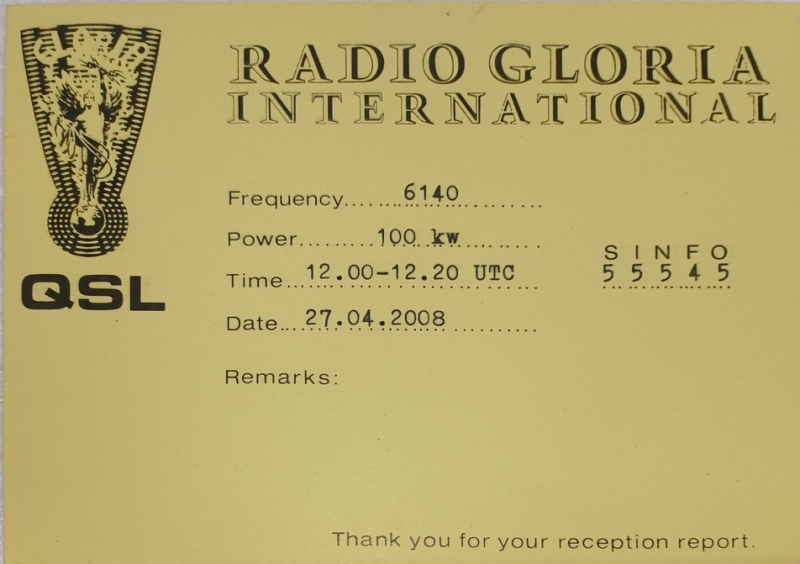 GLORIA
RADIO GLORIA
INTERNATIONAL
Frequency......6140...........
Power.........100 kw...........
Time...12.00-12.20 UTC...
Date...27.04.2008...........
S I N F O
5 5 5 4 5
QSL
Remarks:
Thank you for your reception report.